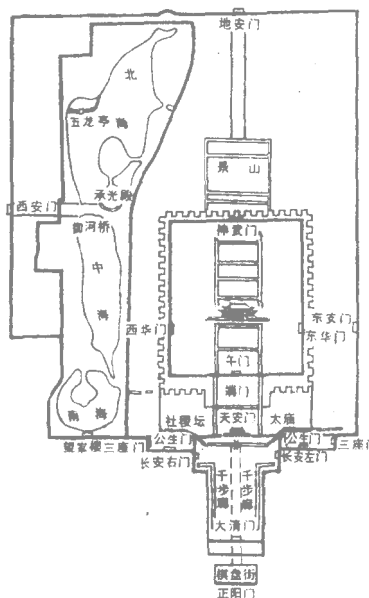 地安门
北
五龙亭 海
景 山
承光殿
西安门
御河桥
神武门
中
海
东安门
西华门
东华门
午门
端门
南海
社稷坛
天安门
太庙
望家楼
三座门
公生门
公生门
三座门
长安右门
长安左门
千步廊
千步廊
大清门
棋盘街
正阳门